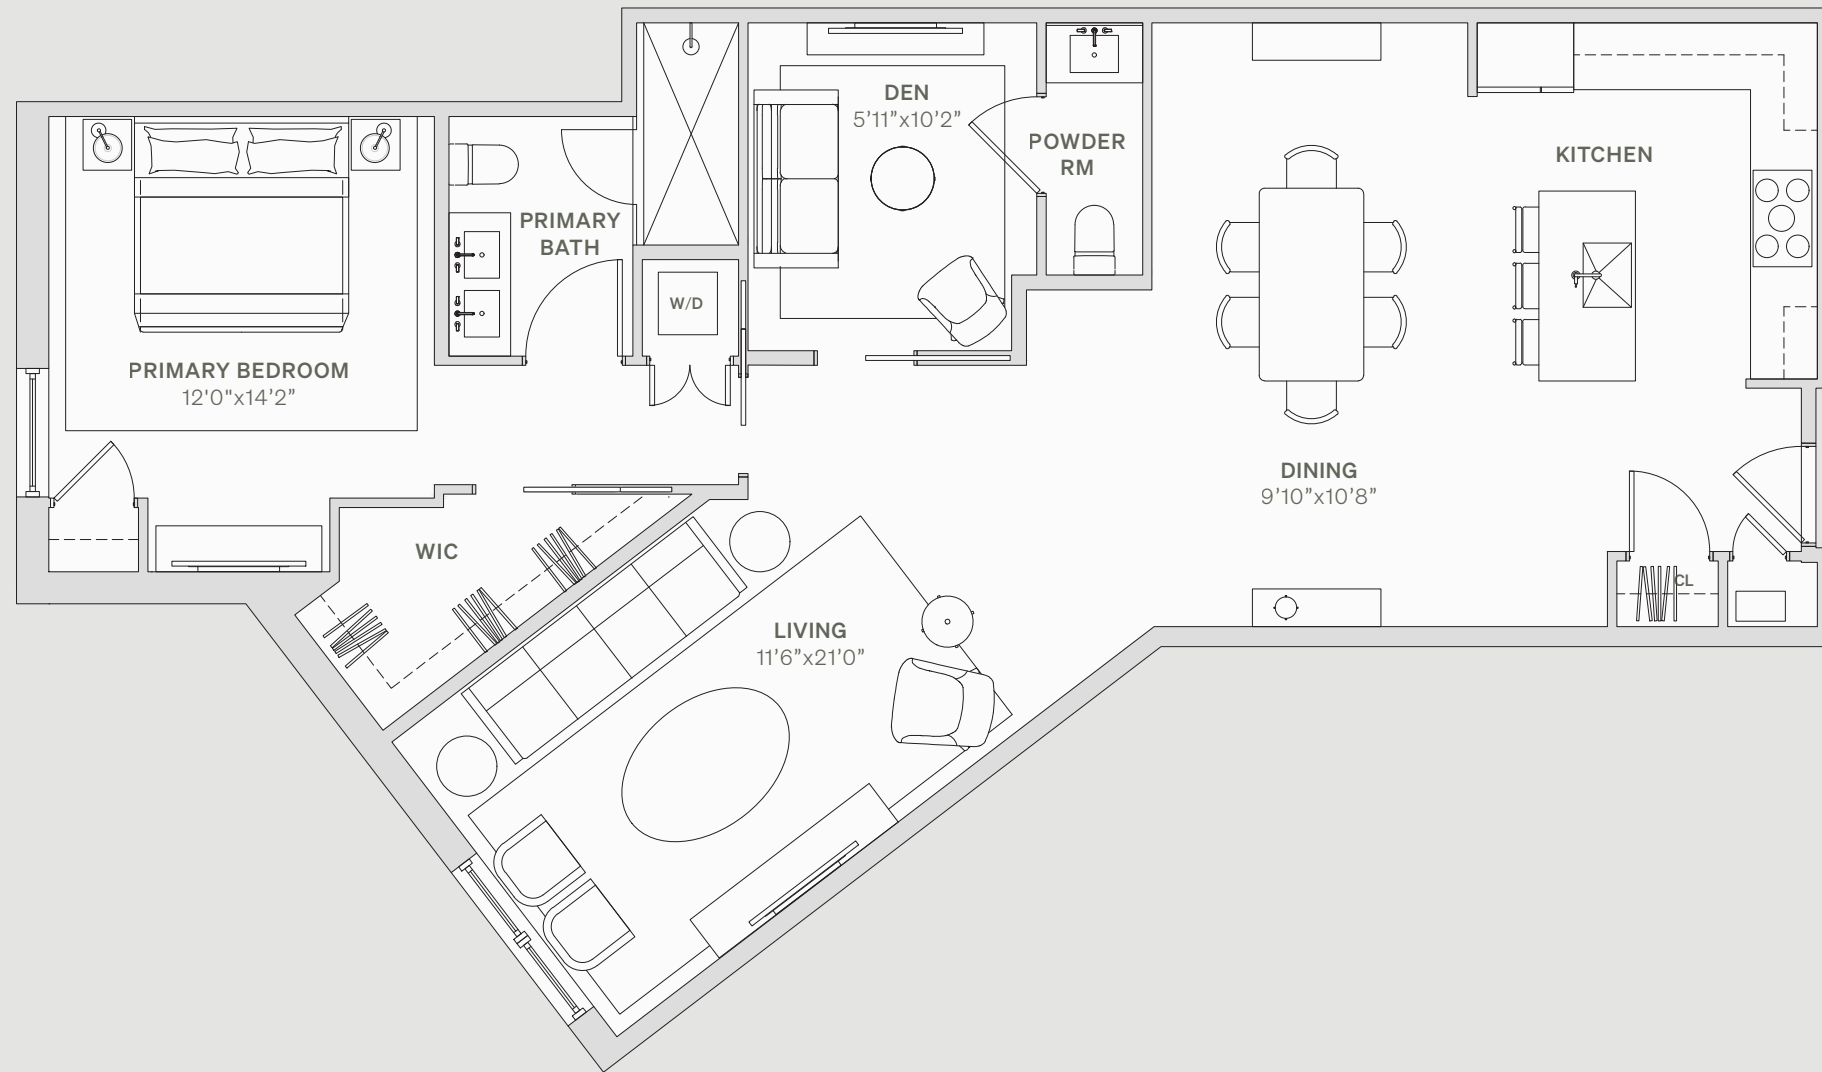 DEN
5’11”x10’2”
POWDER
RM
KITCHEN
PRIMARY
BATH
W/D
PRIMARY BEDROOM
12’0"x14’2”
DINING
9’10”x10’8”
WIC
CL
LIVING
11’6”x21’0”